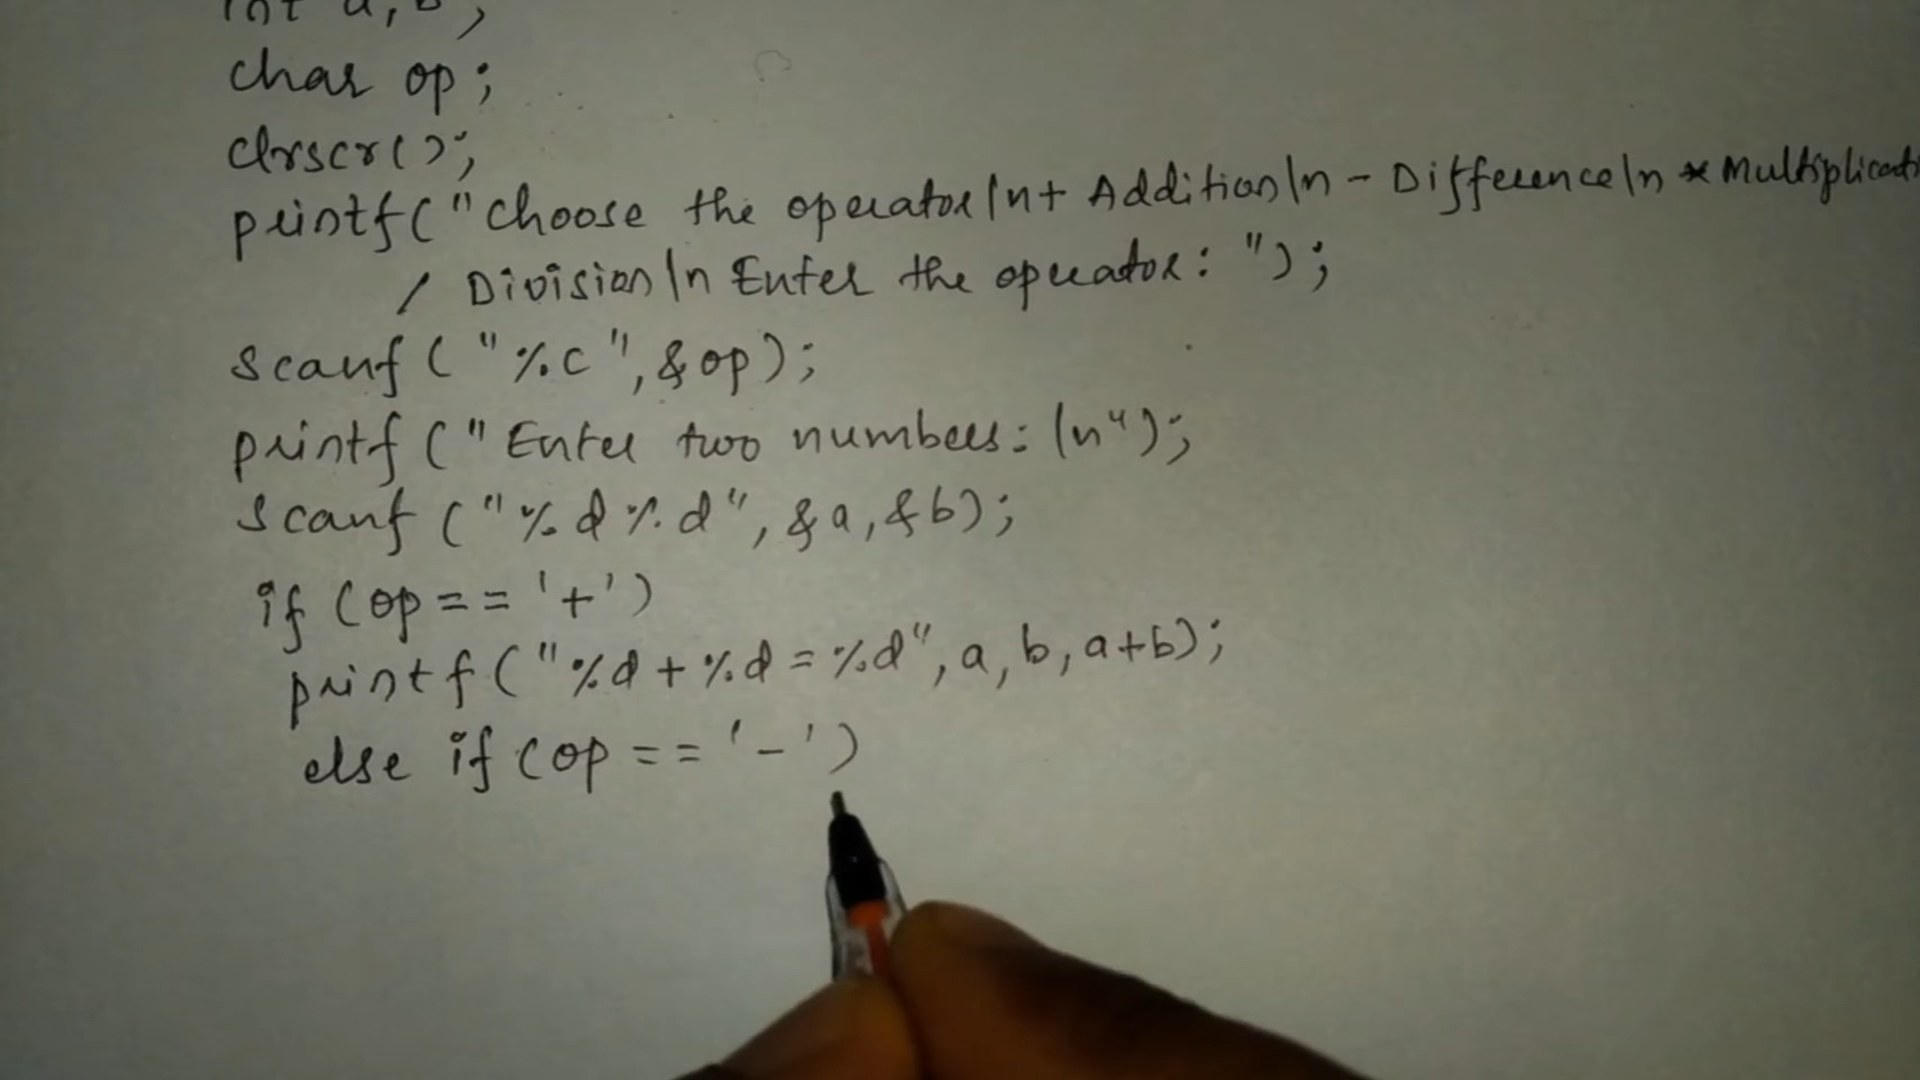 int a, b;
char op;
clrscr();
printf("Choose the operator\n+ Addition\n - Difference\n * Multiplicati
/ Division\n Enter the operator: ");
scanf ("%c", &op);
printf ("Enter two numbers: \n");
scanf ("%d %d", &a, &b);
if (op == '+')
printf ("%d + %d = %d", a, b, a+b);
else if (op == '-')